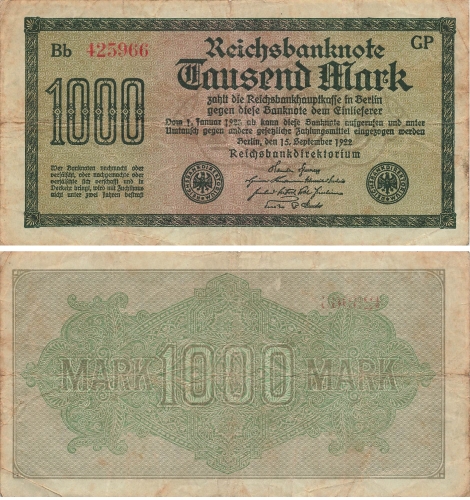 Bb 425966
GP
Reichsbanknote
Tausend Mark
1000
zahlt die Reichsbankhauptkasse in Berlin
gegen diese Banknote dem Einlieferer
Vom 1. Januar 1923 ab kann diese Banknote aufgerufen und unter
Umtausch gegen andere gesetzliche Zahlungsmittel eingezogen werden
Berlin, den 15. September 1922
Reichsbankdirektorium
Wer Banknoten nachmacht oder
verfälscht, oder nachgemachte oder
verfälschte sich verschafft und in
Verkehr bringt, wird mit Zuchthaus
nicht unter zwei Jahren bestraft
MARK 1000 MARK